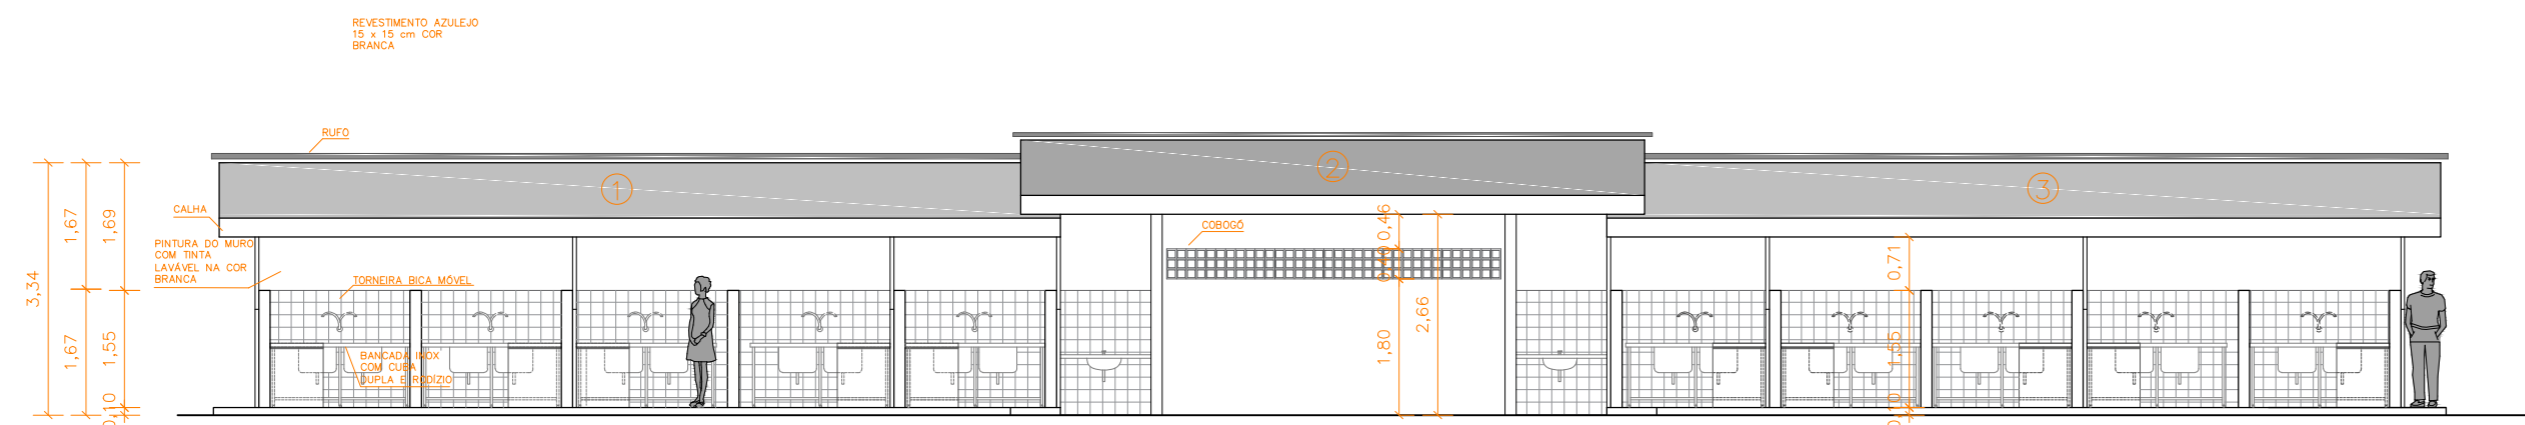 REVESTIMENTO AZULEJO
15 x 15 cm COR
BRANCA
RUFO
1
2
3
CALHA
PINTURA DO MURO
COM TINTA
LAVÁVEL NA COR
BRANCA
TORNEIRA BICA MÓVEL
BANCADA INOX
COM CUBA
DUPLA E RODÍZIO
COBOGÓ
3,34
1,67
1,67
1,69
1,55
0,10
0,46
0,40
1,80
2,66
0,71
1,55
0,10